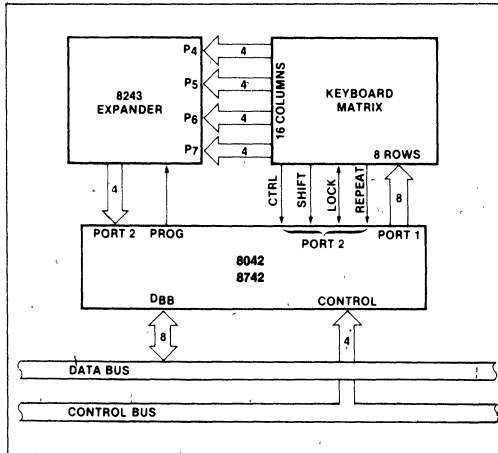 8243
EXPANDER
P4
P5
P6
P7
4
4
4
4
16 COLUMNS
KEYBOARD
MATRIX
8 ROWS
4
CTRL
SHIFT
LOCK
REPEAT
8
PORT 2
PROG
PORT 2
PORT 1
8042
8742
DBB
CONTROL
8
4
DATA BUS
CONTROL BUS